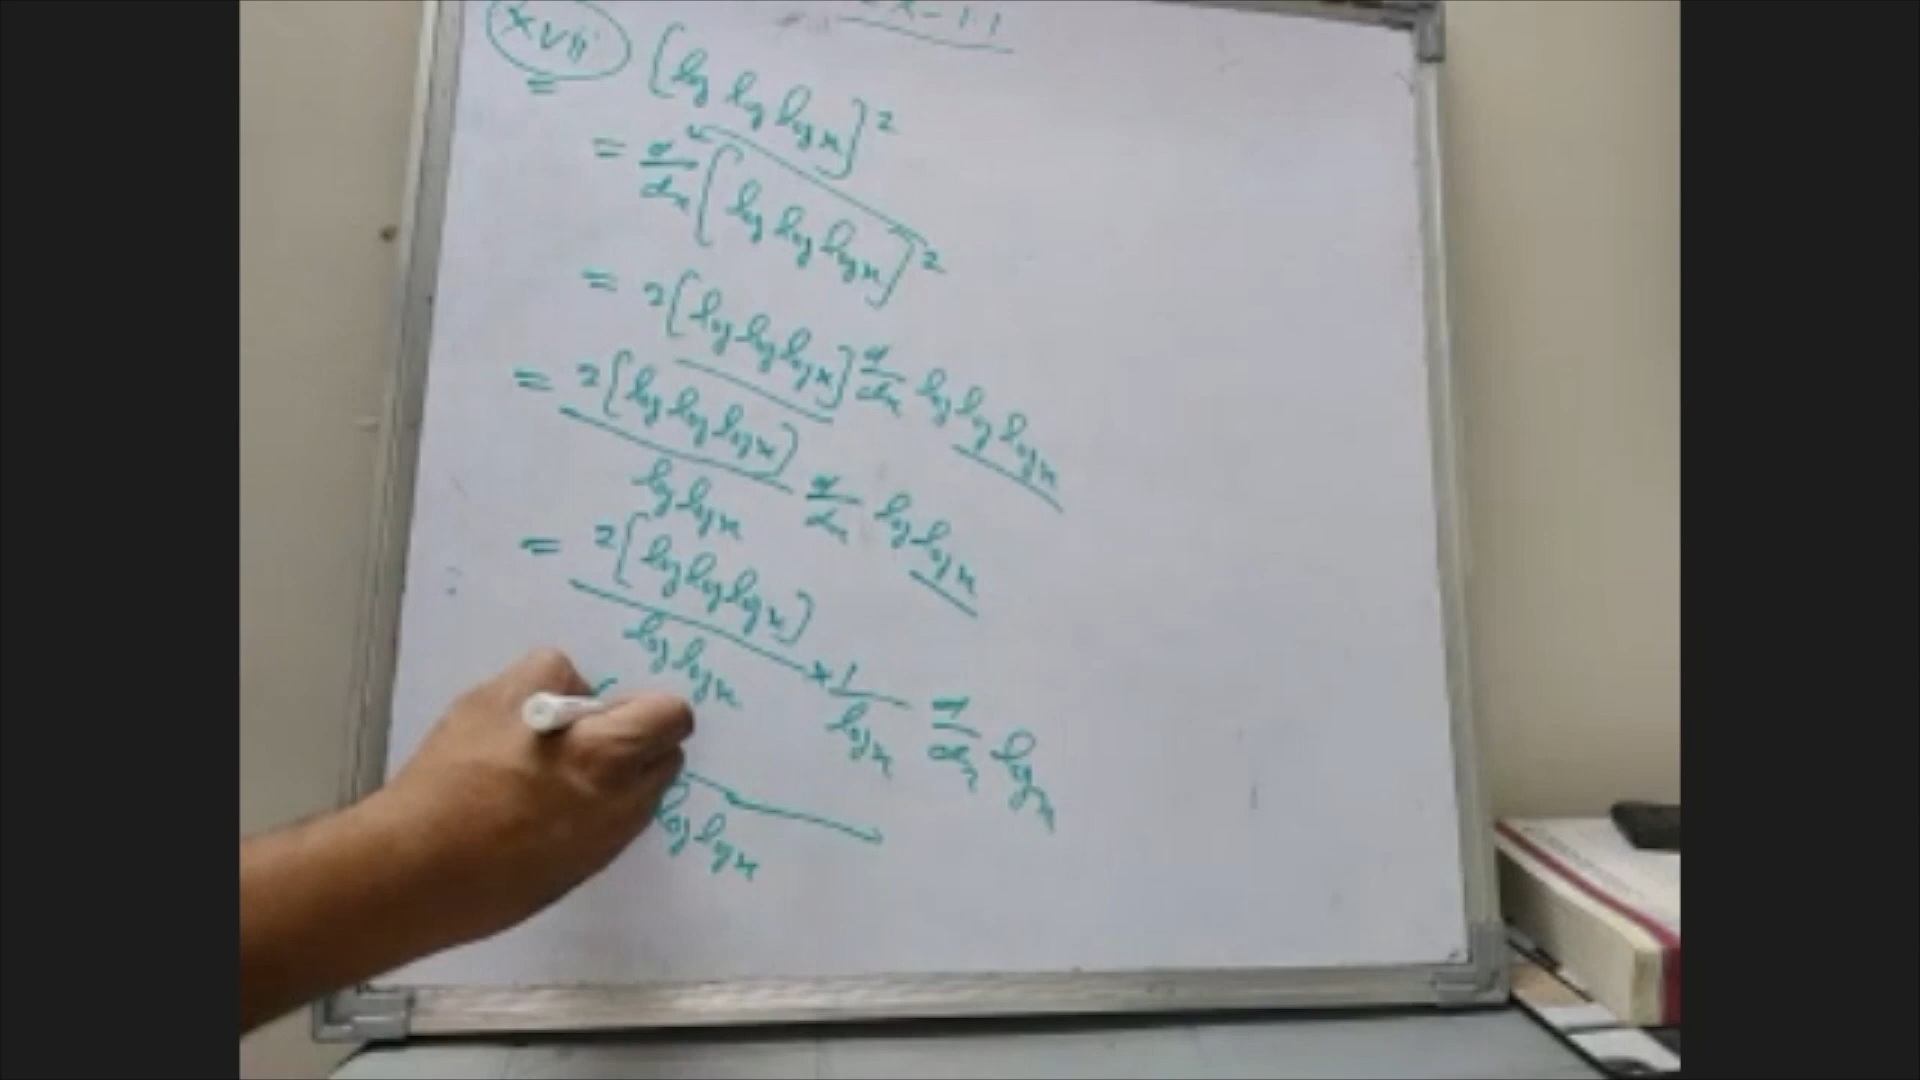 xvii [log log log x]²
= d/dx [log log log x]²
= 2[log log log x] d/dx log log log x
= 2[log log log x] / log log x d/dx log log x
= 2[log log log x] / log log x × 1/log x d/dx log x
log log x